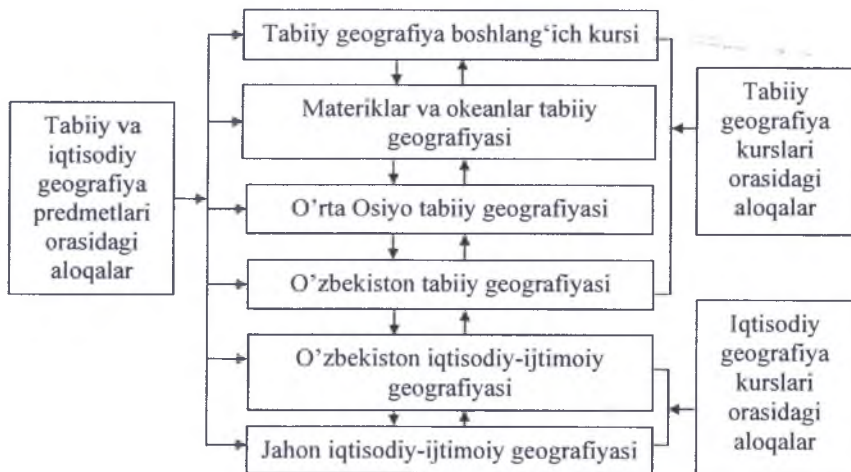 Tabiiy geografiya boshlang‘ich kursi
Materiklar va okeanlar tabiiy
geografiyasi
O’rta Osiyo tabiiy geografiyasi
O’zbekiston tabiiy geografiyasi
O’zbekiston iqtisodiy-ijtimoiy
geografiyasi
Jahon iqtisodiy-ijtimoiy geografiyasi
Tabiiy va
iqtisodiy
geografiya
predmetlari
orasidagi
aloqalar
Tabiiy
geografiya
kurslari
orasidagi
aloqalar
Iqtisodiy
geografiya
kurslari
orasidagi
aloqalar